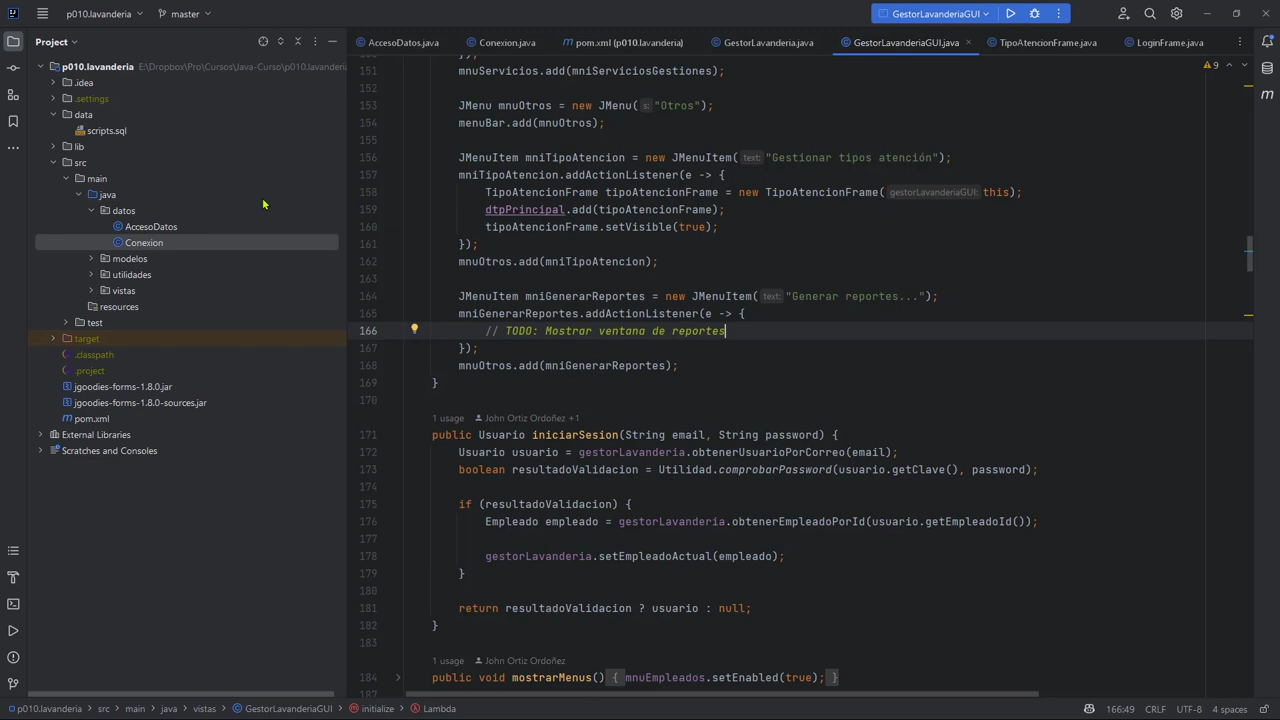 p010.lavanderia
master
GestorLavanderiaGUI
Project
AccesoDatos.java
Conexion.java
pom.xml (p010.lavanderia)
GestorLavanderia.java
GestorLavanderiaGUI.java
TipoAtencionFrame.java
LoginFrame.java
p010.lavanderia E:\Dropbox\Pro\Cursos\Java-Curso\p010.lavanderia
.idea
.settings
data
scripts.sql
lib
src
main
java
datos
AccesoDatos
Conexion
modelos
utilidades
vistas
resources
test
target
.classpath
.project
jgoodies-forms-1.8.0.jar
jgoodies-forms-1.8.0-sources.jar
pom.xml
External Libraries
Scratches and Consoles
9
151 mnuServicios.add(mniServiciosGestiones);
152
153 JMenu mnuOtros = new JMenu( s: "Otros");
154 menuBar.add(mnuOtros);
155
156 JMenuItem mniTipoAtencion = new JMenuItem( text: "Gestionar tipos atención");
157 mniTipoAtencion.addActionListener(e -> {
158 TipoAtencionFrame tipoAtencionFrame = new TipoAtencionFrame( gestorLavanderiaGUI: this);
159 dtpPrincipal.add(tipoAtencionFrame);
160 tipoAtencionFrame.setVisible(true);
161 });
162 mnuOtros.add(mniTipoAtencion);
163
164 JMenuItem mniGenerarReportes = new JMenuItem( text: "Generar reportes...");
165 mniGenerarReportes.addActionListener(e -> {
166 // TODO: Mostrar ventana de reportes
167 });
168 mnuOtros.add(mniGenerarReportes);
169 }
170
1 usage John Ortiz Ordoñez +1
171 public Usuario iniciarSesion(String email, String password) {
172 Usuario usuario = gestorLavanderia.obtenerUsuarioPorCorreo(email);
173 boolean resultadoValidacion = Utilidad.comprobarPassword(usuario.getClave(), password);
174
175 if (resultadoValidacion) {
176 Empleado empleado = gestorLavanderia.obtenerEmpleadoPorId(usuario.getEmpleadoId());
177
178 gestorLavanderia.setEmpleadoActual(empleado);
179 }
180
181 return resultadoValidacion ? usuario : null;
182 }
183
1 usage John Ortiz Ordoñez
184 public void mostrarMenus() { mnuEmpleados.setEnabled(true); }
187
p010.lavanderia > src > main > java > vistas > GestorLavanderiaGUI > initialize > Lambda
166:49 CRLF UTF-8 4 spaces